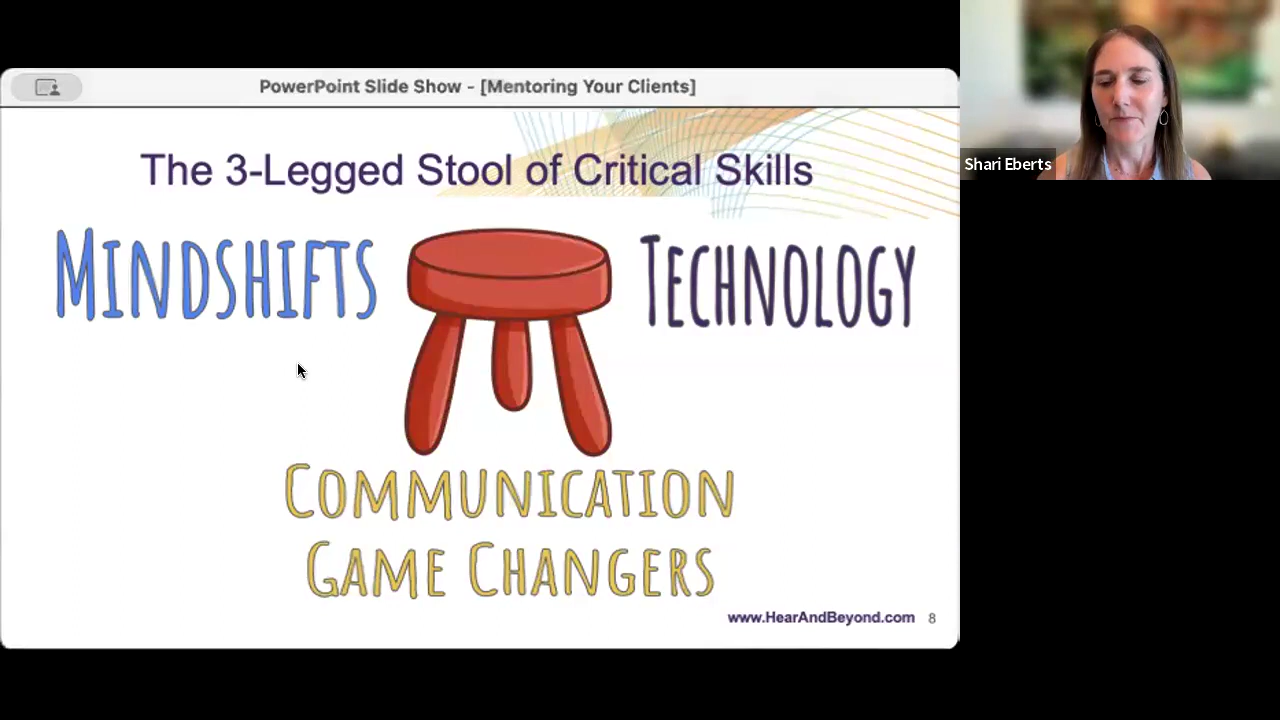 PowerPoint Slide Show - [Mentoring Your Clients]
The 3-Legged Stool of Critical Skills
MINDSHIFTS
TECHNOLOGY
COMMUNICATION
GAME CHANGERS
www.HearAndBeyond.com 8
Shari Eberts